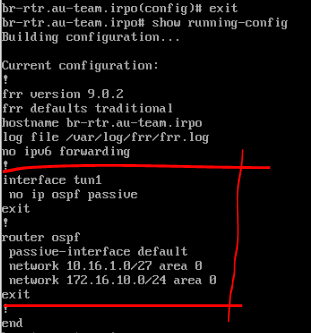 br-rtr.au-team.irpo(config)# exit
br-rtr.au-team.irpo# show running-config
Building configuration...

Current configuration:
!
frr version 9.0.2
frr defaults traditional
hostname br-rtr.au-team.irpo
log file /var/log/frr/frr.log
no ipv6 forwarding
!
interface tun1
 no ip ospf passive
exit
!
router ospf
 passive-interface default
 network 10.16.1.0/27 area 0
 network 172.16.10.0/24 area 0
exit
!
end